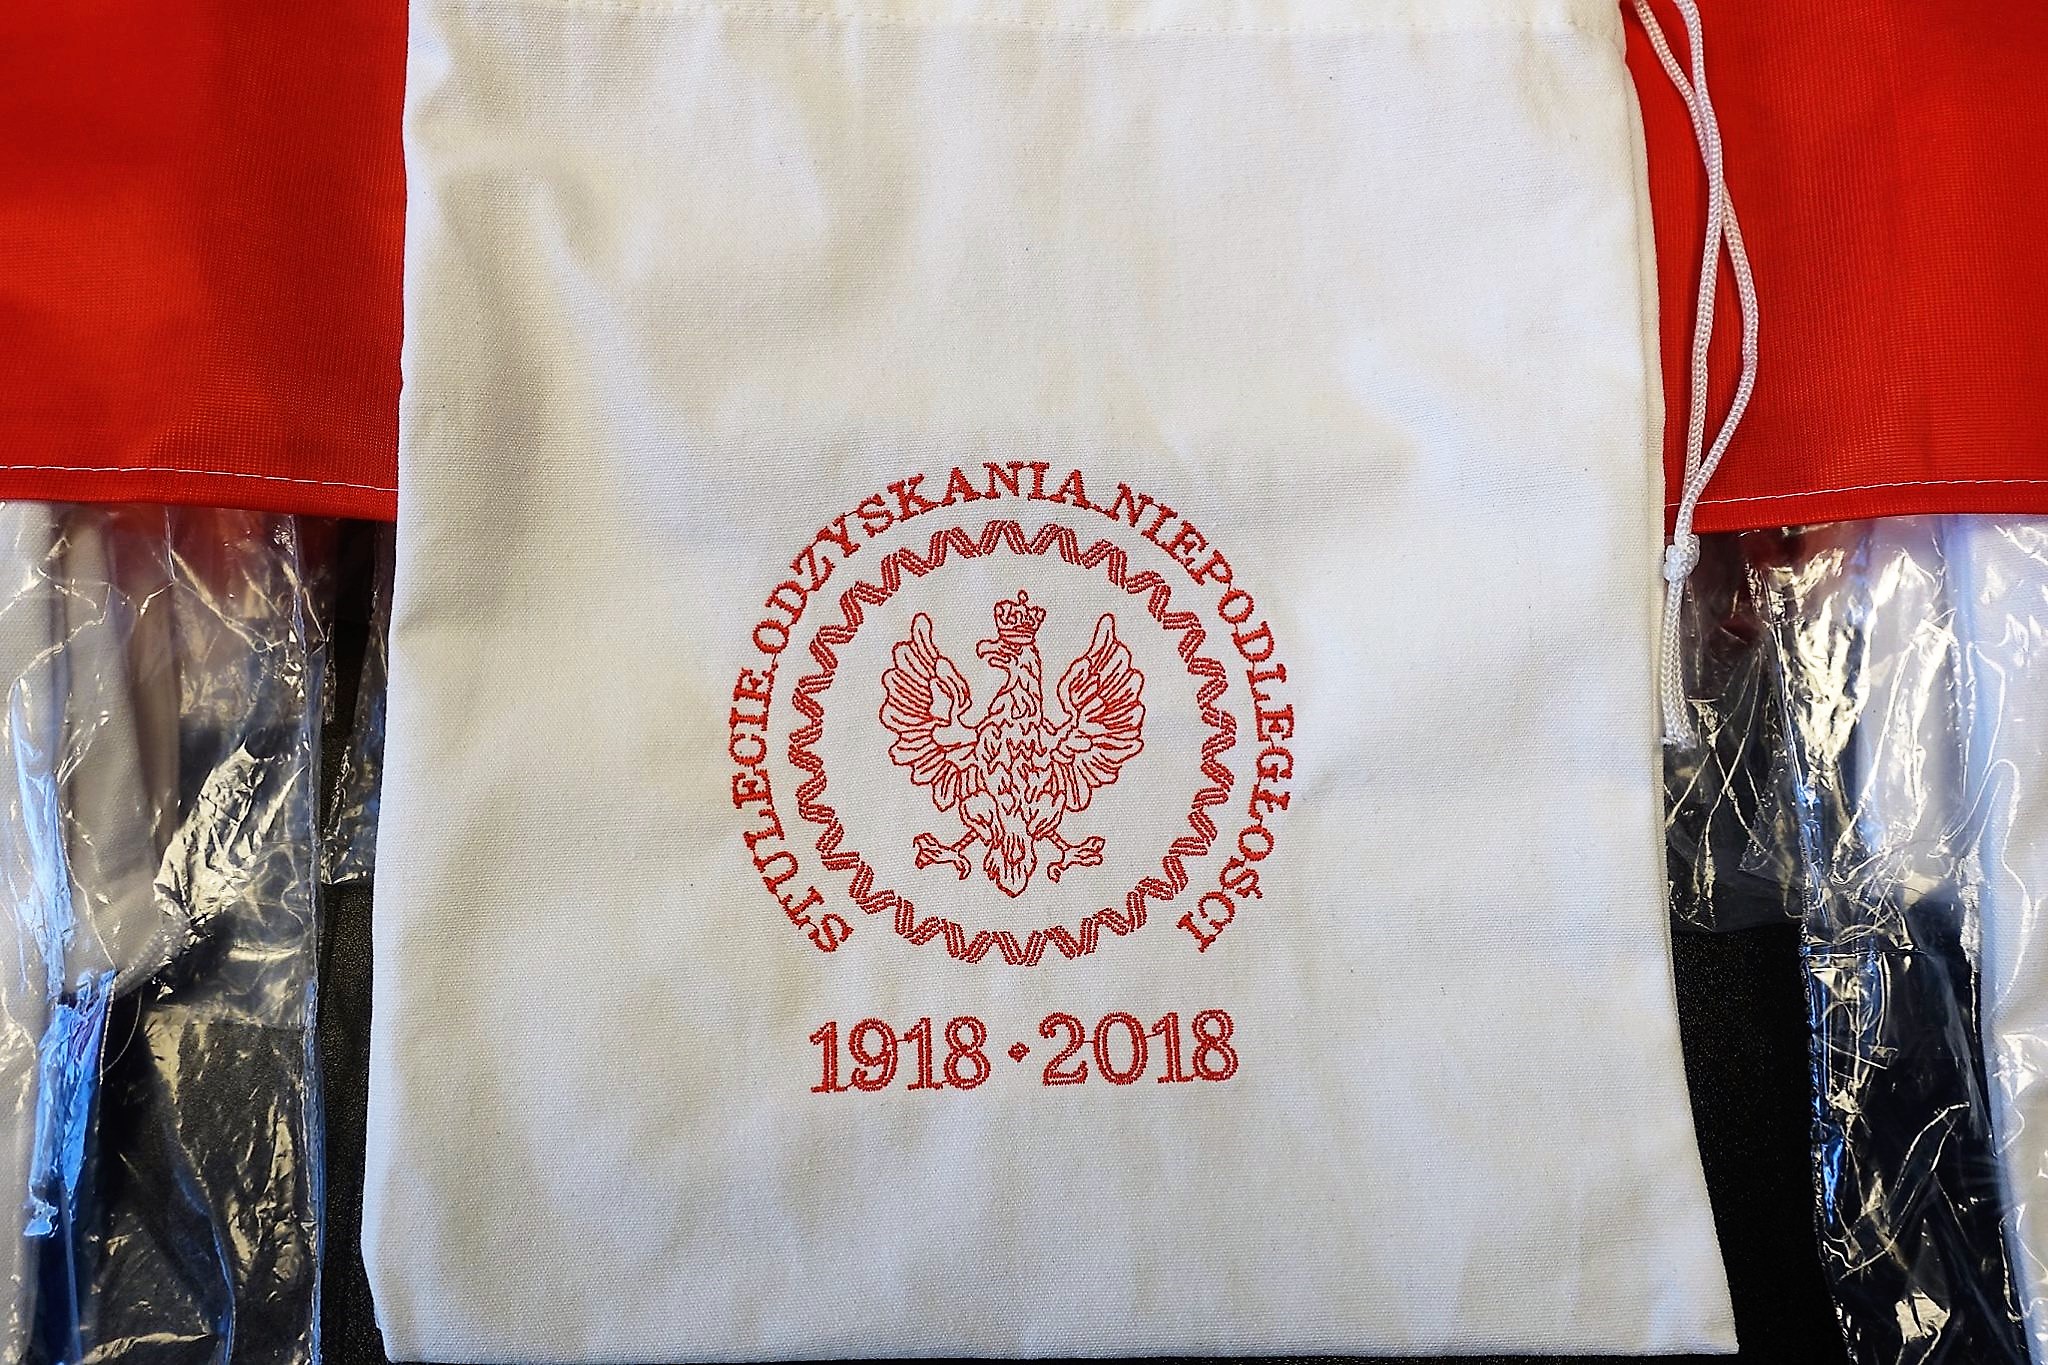 STULECIE ODZYSKANIA NIEPODLEGŁOŚCI
1918 · 2018